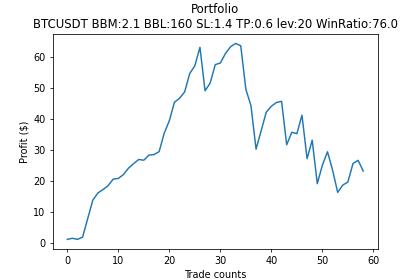 Portfolio
BTCUSDT BBM:2.1 BBL:160 SL:1.4 TP:0.6 lev:20 WinRatio:76.0
60
50
40
30
20
10
0
Profit ($)
0 10 20 30 40 50 60
Trade counts